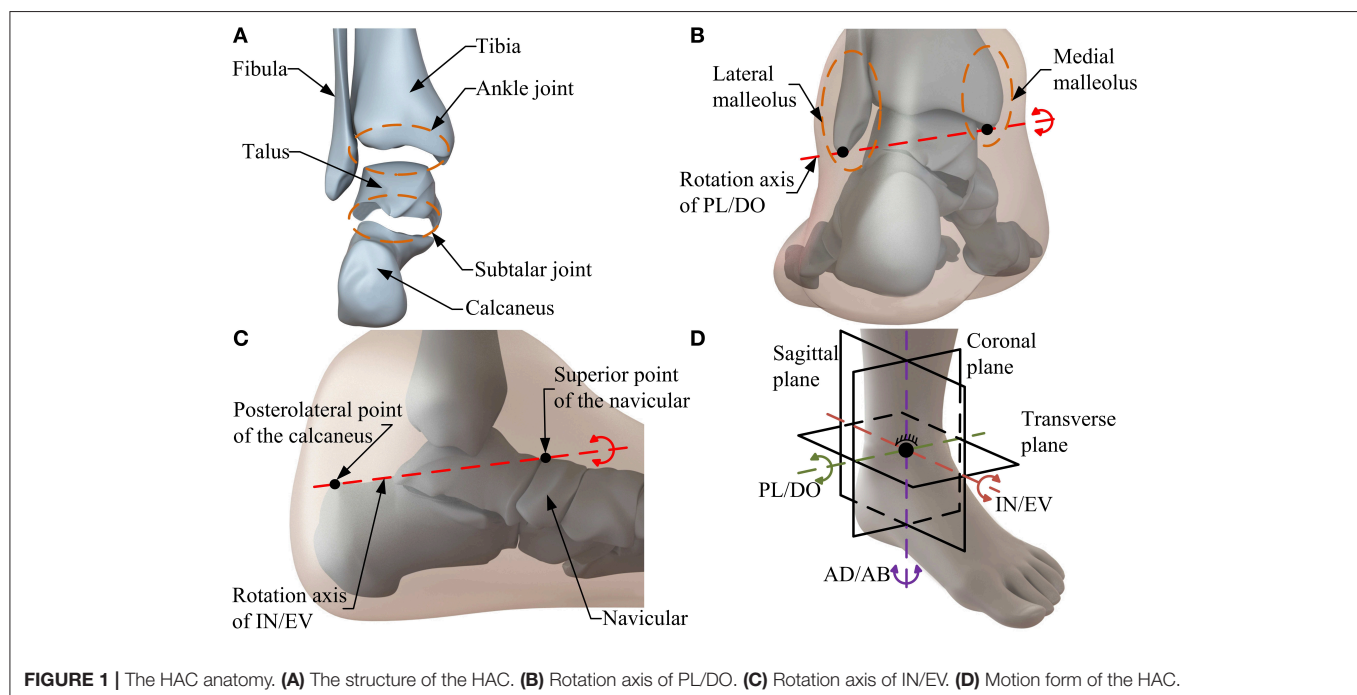 A
Fibula
Tibia
Ankle joint
Talus
Subtalar joint
Calcaneus
B
Lateral
malleolus
Medial
malleolus
Rotation axis
of PL/DO
C
Posterolateral point
of the calcaneus
Superior point
of the navicular
Rotation axis
of IN/EV
Navicular
D
Sagittal
plane
Coronal
plane
Transverse
plane
PL/DO
IN/EV
AD/AB
FIGURE 1 | The HAC anatomy. (A) The structure of the HAC. (B) Rotation axis of PL/DO. (C) Rotation axis of IN/EV. (D) Motion form of the HAC.